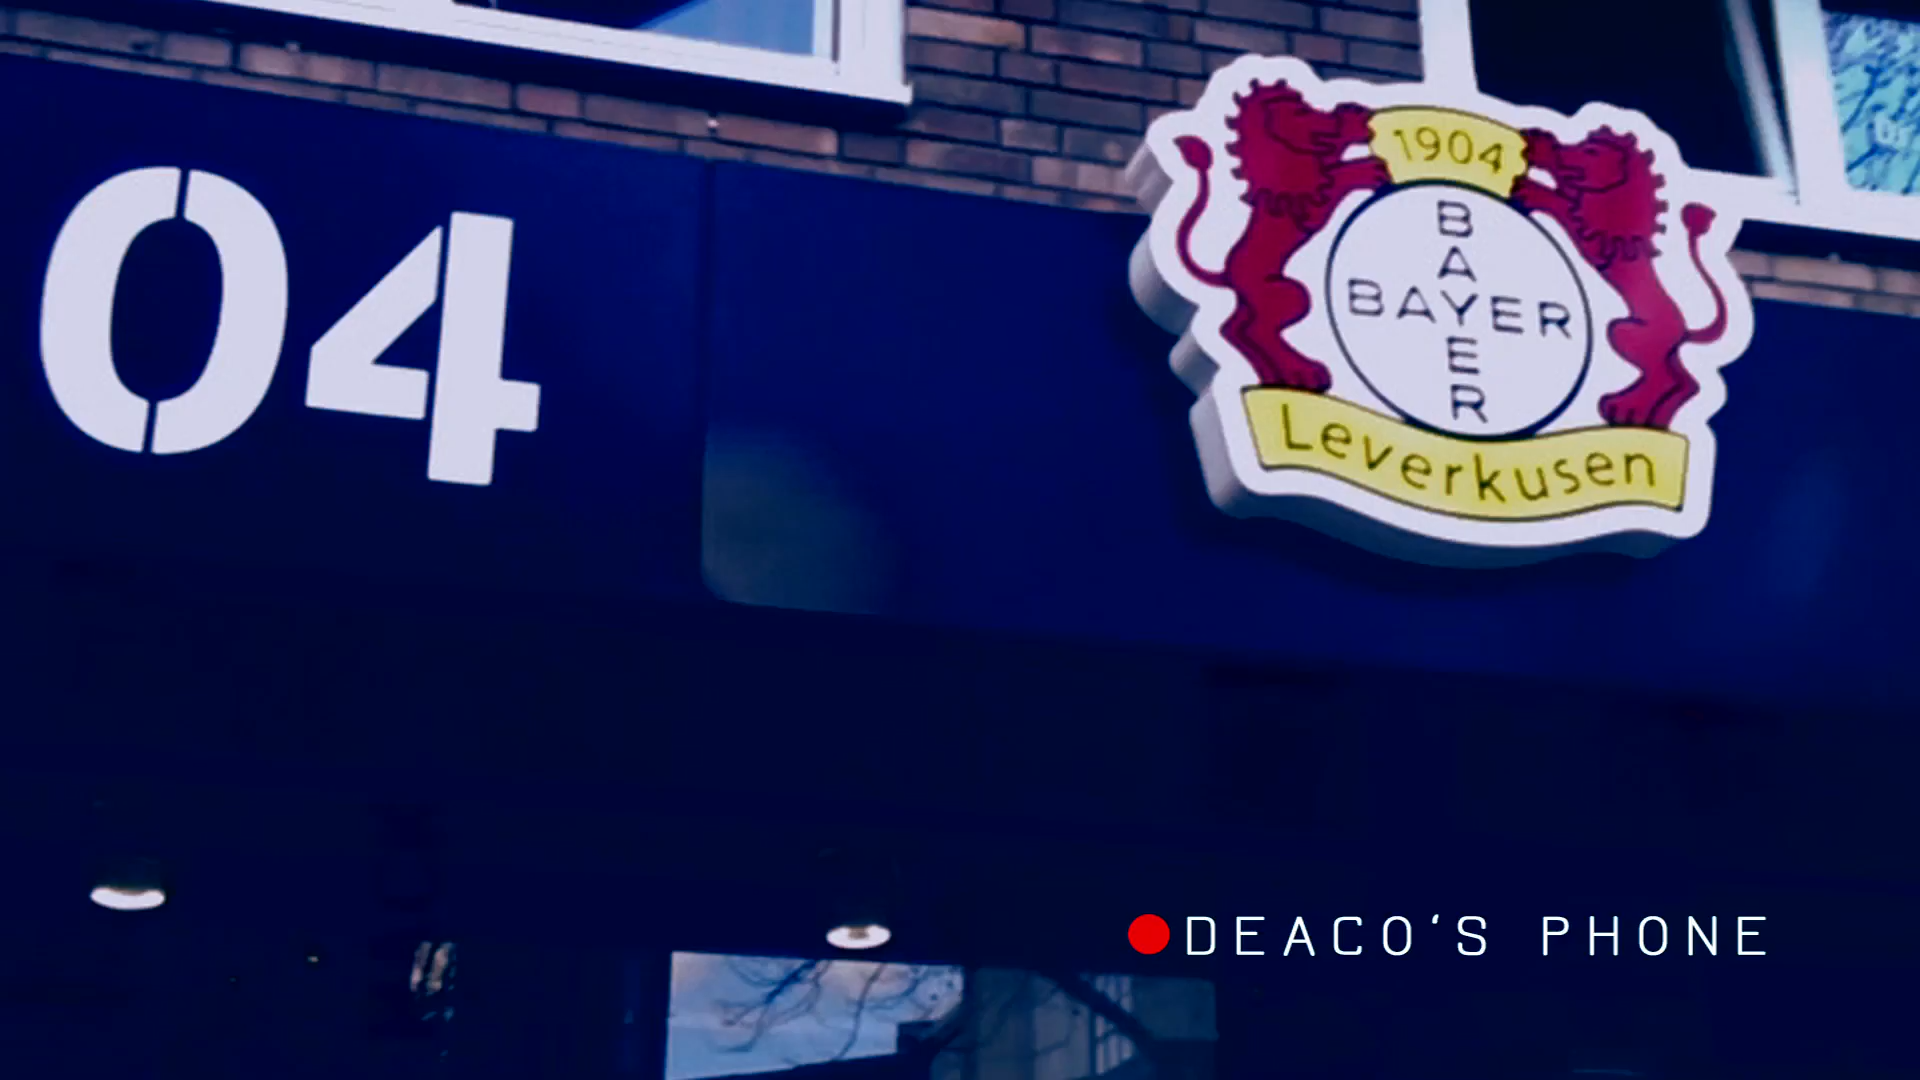 04
1904
BAYER
BAYER
Leverkusen
DEACO'S PHONE